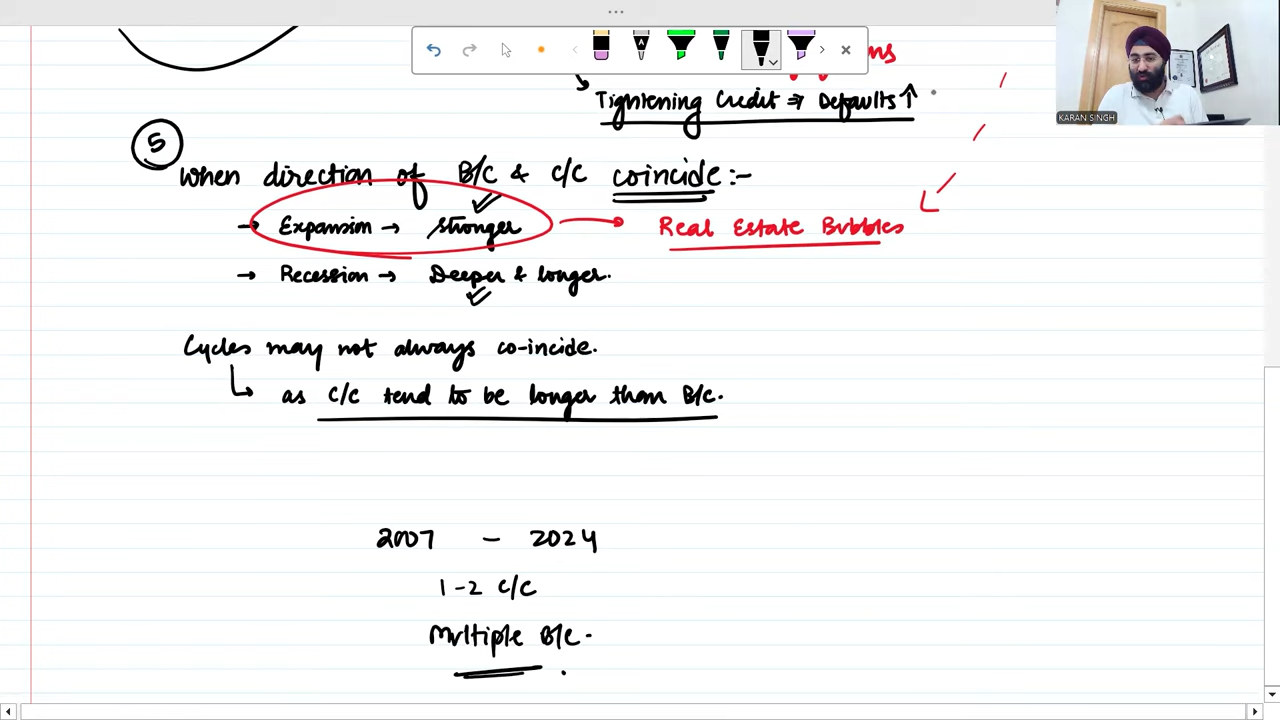 Tightening Credit ⇒ Defaults ↑
KARAN SINGH
5
When direction of B/C & C/C coincide :-
→ Expansion → stronger → Real Estate Bubbles
→ Recession → Deeper & longer.
Cycles may not always co-incide.
↳ as C/C tend to be longer than B/C.
2007 - 2024
1-2 C/C
Multiple B/C.